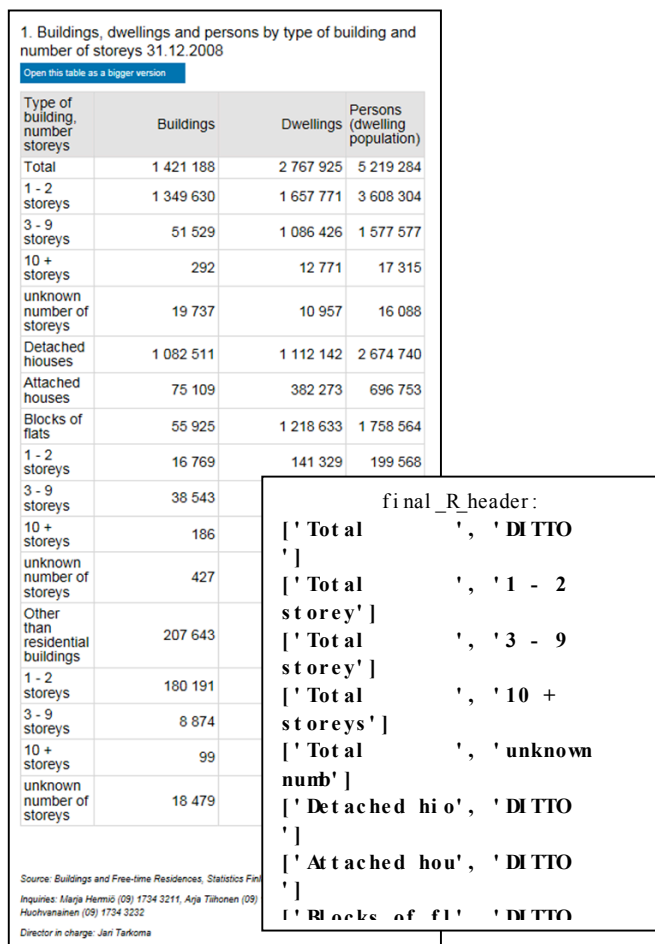 1. Buildings, dwellings and persons by type of building and
number of storeys 31.12.2008
Open this table as a bigger version
Type of
building,
number
storeys
Buildings
Dwellings
Persons
(dwelling
population)
Total 1 421 188 2 767 925 5 219 284
1 - 2
storeys 1 349 630 1 657 771 3 608 304
3 - 9
storeys 51 529 1 086 426 1 577 577
10 +
storeys 292 12 771 17 315
unknown
number of
storeys 19 737 10 957 16 088
Detached
hiouses 1 082 511 1 112 142 2 674 740
Attached
houses 75 109 382 273 696 753
Blocks of
flats 55 925 1 218 633 1 758 564
1 - 2
storeys 16 769 141 329 199 568
3 - 9
storeys 38 543
10 +
storeys 186
unknown
number of
storeys 427
Other
than
residential
buildings 207 643
1 - 2
storeys 180 191
3 - 9
storeys 8 874
10 +
storeys 99
unknown
number of
storeys 18 479
Source: Buildings and Free-time Residences, Statistics Finl
Inquiries: Marja Hermiö (09) 1734 3211, Arja Tiihonen (09)
Huohvanainen (09) 1734 3232
Director in charge: Jari Tarkoma
final_R_header:
['Total ', 'DITTO
']
['Total ', '1 - 2
storey']
['Total ', '3 - 9
storey']
['Total ', '10 +
storeys']
['Total ', 'unknown
numb']
['Detached hio', 'DITTO
']
['Attached hou', 'DITTO
']
['Blocks of fl' 'DITTO